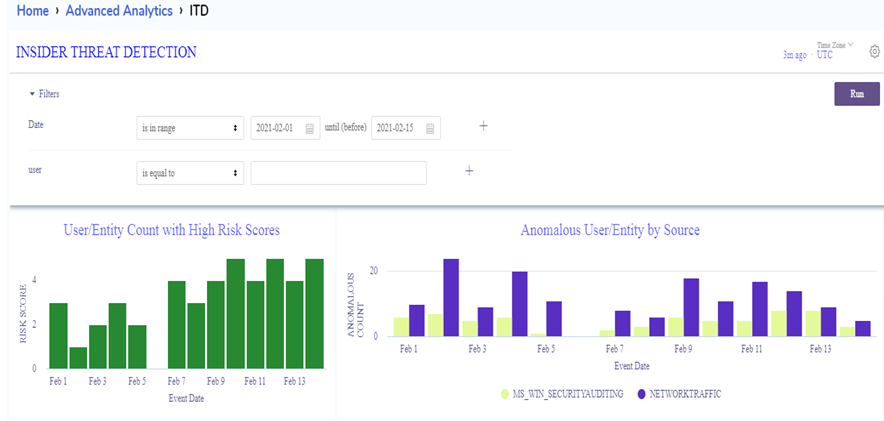 Home › Advanced Analytics › ITD
INSIDER THREAT DETECTION
3m ago · Time Zone UTC
Filters
Run
Date is in range 2021-02-01 until (before) 2021-02-15 +
user is equal to +
User/Entity Count with High Risk Scores
RISK SCORE
4
2
0
Feb 1 Feb 3 Feb 5 Feb 7 Feb 9 Feb 11 Feb 13
Event Date
Anomalous User/Entity by Source
ANOMALOUS
COUNT
20
0
Feb 1 Feb 3 Feb 5 Feb 7 Feb 9 Feb 11 Feb 13
Event Date
MS_WIN_SECURITYAUDITING NETWORKTRAFFIC